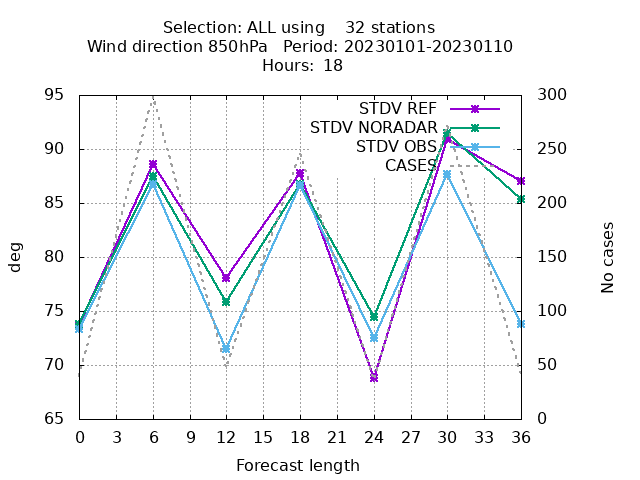 Selection: ALL using    32 stations
Wind direction 850hPa   Period: 20230101-20230110
Hours: 18
95
300
STDV REF
STDV NORADAR
STDV OBS
CASES
90
250
85
200
80
150
75
100
70
50
65
0
deg
No cases
0 3 6 9 12 15 18 21 24 27 30 33 36
Forecast length